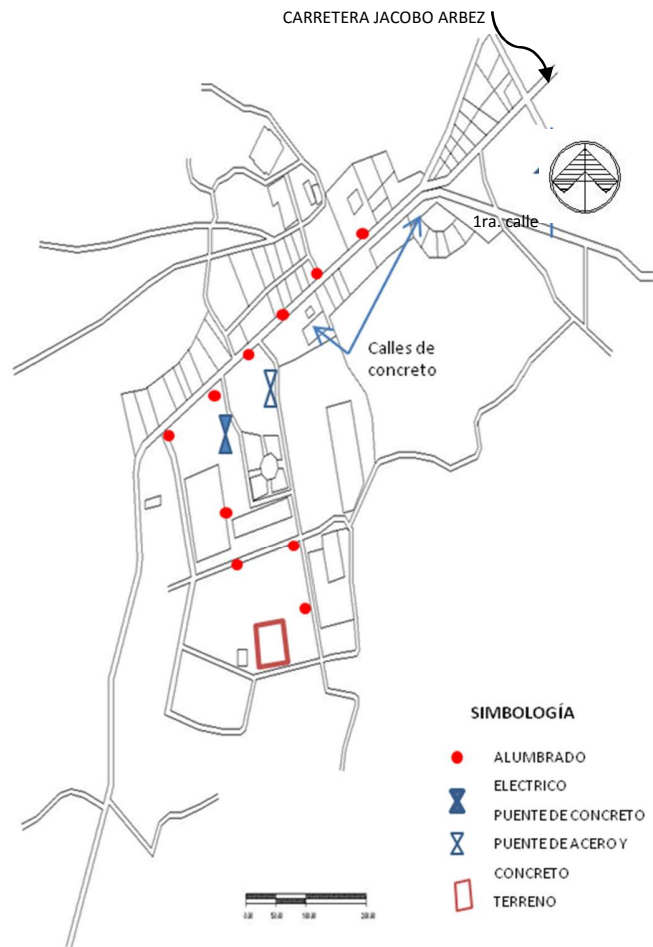 CARRETERA JACOBO ARBEZ
1ra. calle
Calles de
concreto
SIMBOLOGÍA
ALUMBRADO
ELECTRICO
PUENTE DE CONCRETO
PUENTE DE ACERO Y
CONCRETO
TERRENO